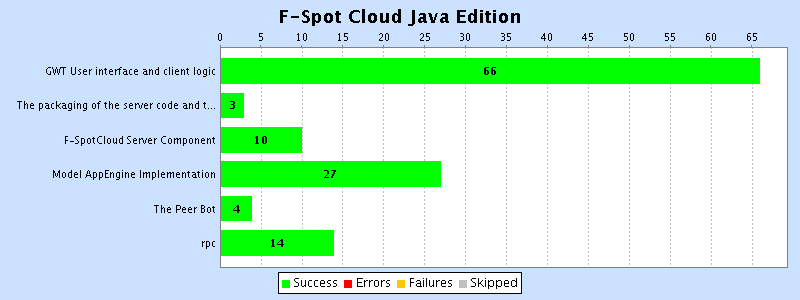 F-Spot Cloud Java Edition
0 5 10 15 20 25 30 35 40 45 50 55 60 65
GWT User interface and client logic 66
The packaging of the server code and t... 3
F-SpotCloud Server Component 10
Model AppEngine Implementation 27
The Peer Bot 4
rpc 14
Success Errors Failures Skipped